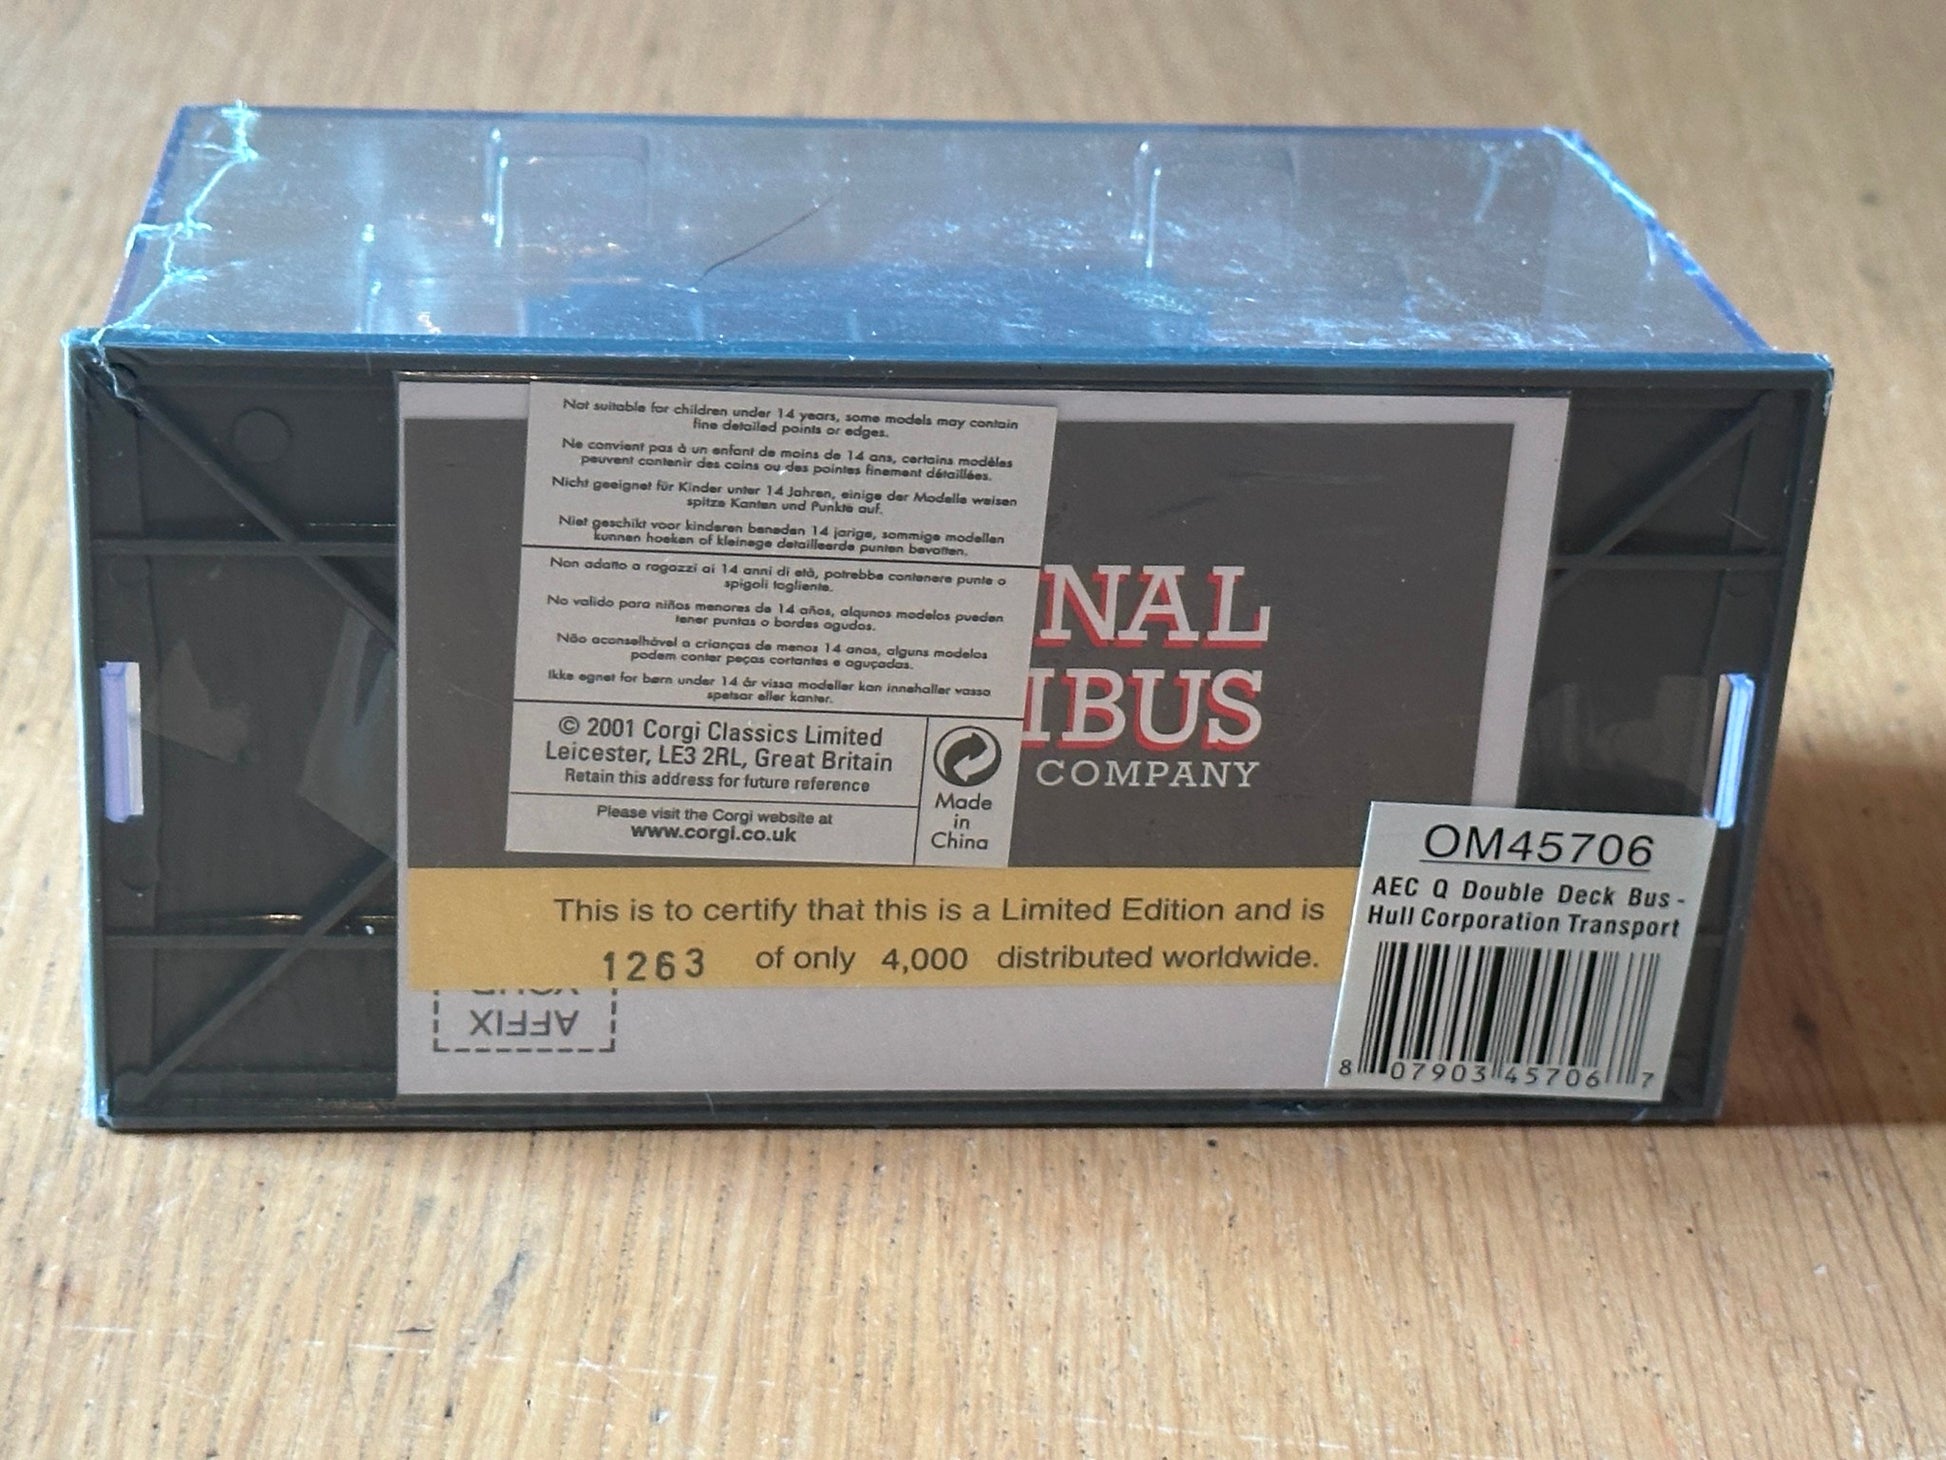 Not suitable for children under 14 years, some models may contain
fine detailed points or edges.
Ne convient pas à un enfant de moins de 14 ans, certains modèles
peuvent contenir des coins ou des pointes finement détaillées.
Nicht geeignet für Kinder unter 14 Jahren, einige der Modelle weisen
spitze Kanten und Punkte auf.
Niet geschikt voor kinderen beneden 14 jarige, sommige modellen
kunnen hoeken of kleinege detailleerde punten bevatten.
Non adatto a ragazzi ai 14 anni di età, potrebbe contenere punte o
spigoli tagliente.
No valido para niños menores de 14 años, alqunos modelos pueden
tener puntas o bordes agudos.
Não aconselhável a crianças de menos 14 anos, alguns modelos
podem conter peças cortantes e aguçadas.
Ikke egnet for børn under 14 år vissa modeller kan innehaller vassa
spetsar eller kanter.
© 2001 Corgi Classics Limited
Leicester, LE3 2RL, Great Britain
Retain this address for future reference
Please visit the Corgi website at
www.corgi.co.uk
Made
in
China
NAL
IBUS
COMPANY
This is to certify that this is a Limited Edition and is
1263 of only 4,000 distributed worldwide.
AFFIX
YOUR
OM45706
AEC Q Double Deck Bus -
Hull Corporation Transport
8 07903 45706 7